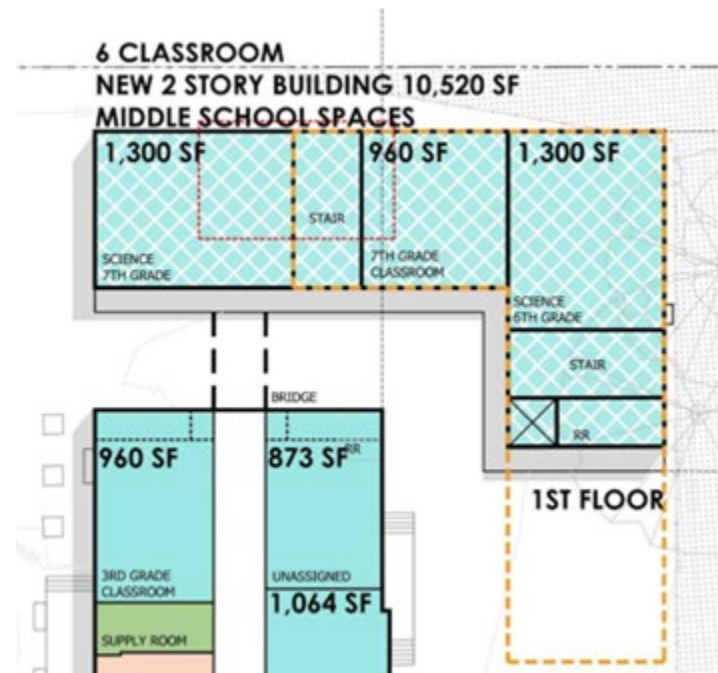 6 CLASSROOM
NEW 2 STORY BUILDING 10,520 SF
MIDDLE SCHOOL SPACES
1,300 SF
960 SF
1,300 SF
STAIR
SCIENCE
7TH GRADE
7TH GRADE
CLASSROOM
SCIENCE
6TH GRADE
STAIR
RR
BRIDGE
960 SF
873 SF
RR
1ST FLOOR
3RD GRADE
CLASSROOM
UNASSIGNED
1,064 SF
SUPPLY ROOM